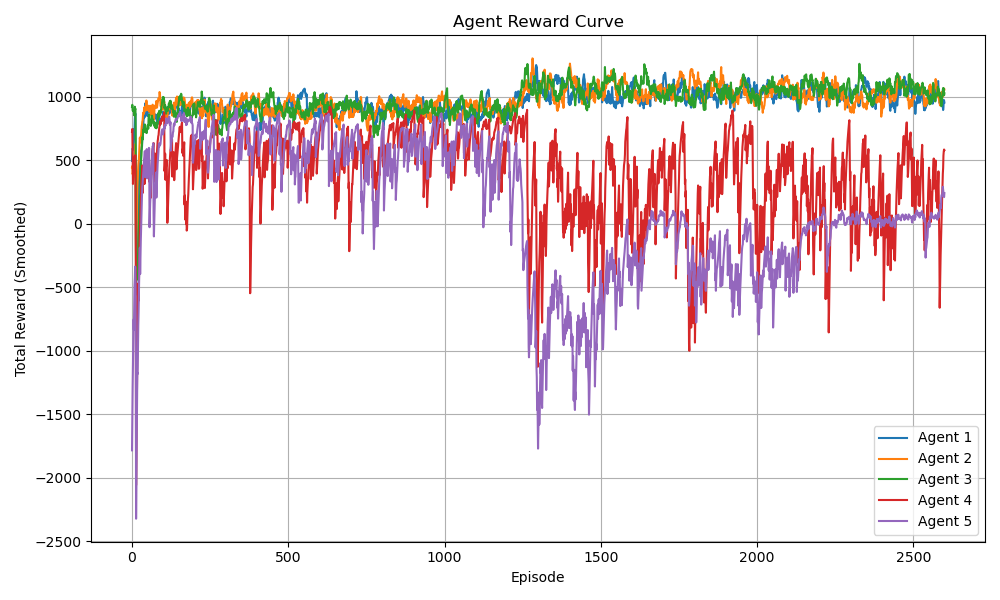 Agent Reward Curve
Total Reward (Smoothed)
1000
500
0
−500
−1000
−1500
−2000
−2500
0
500
1000
1500
2000
2500
Episode
Agent 1
Agent 2
Agent 3
Agent 4
Agent 5